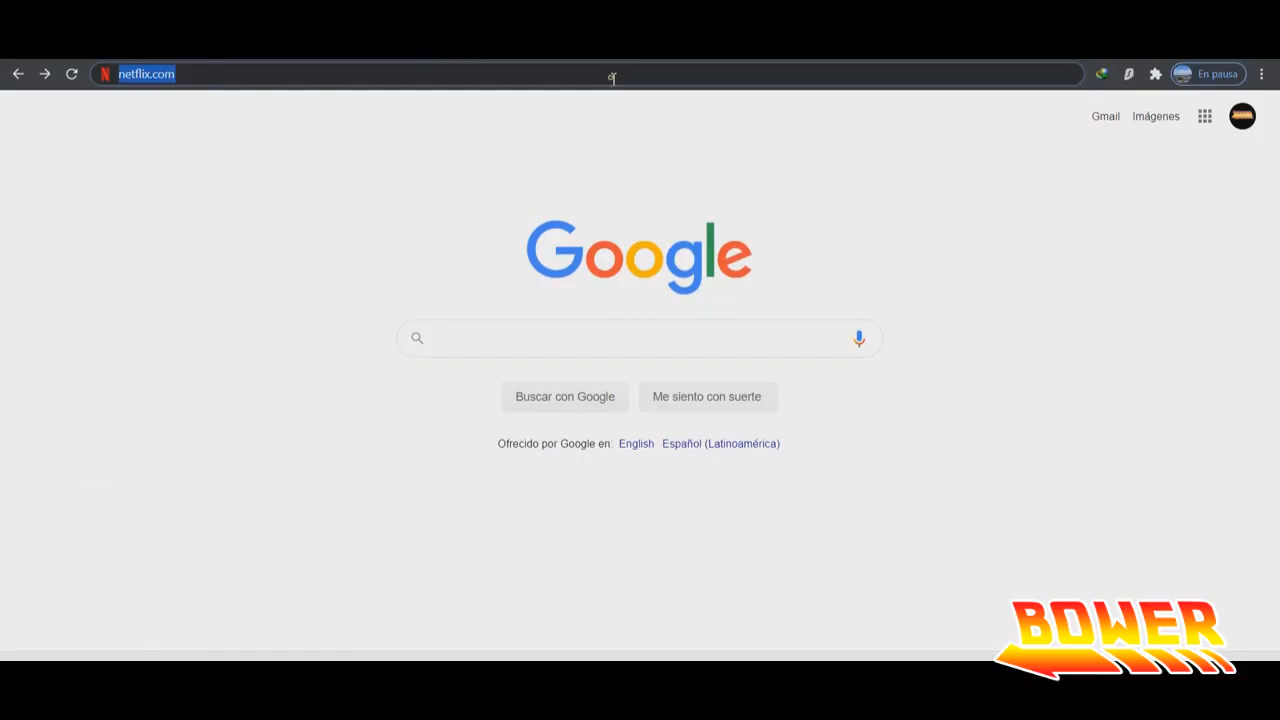 netflix.com
En pausa
Gmail Imágenes
Google
Buscar con Google Me siento con suerte
Ofrecido por Google en: English Español (Latinoamérica)
BOWER